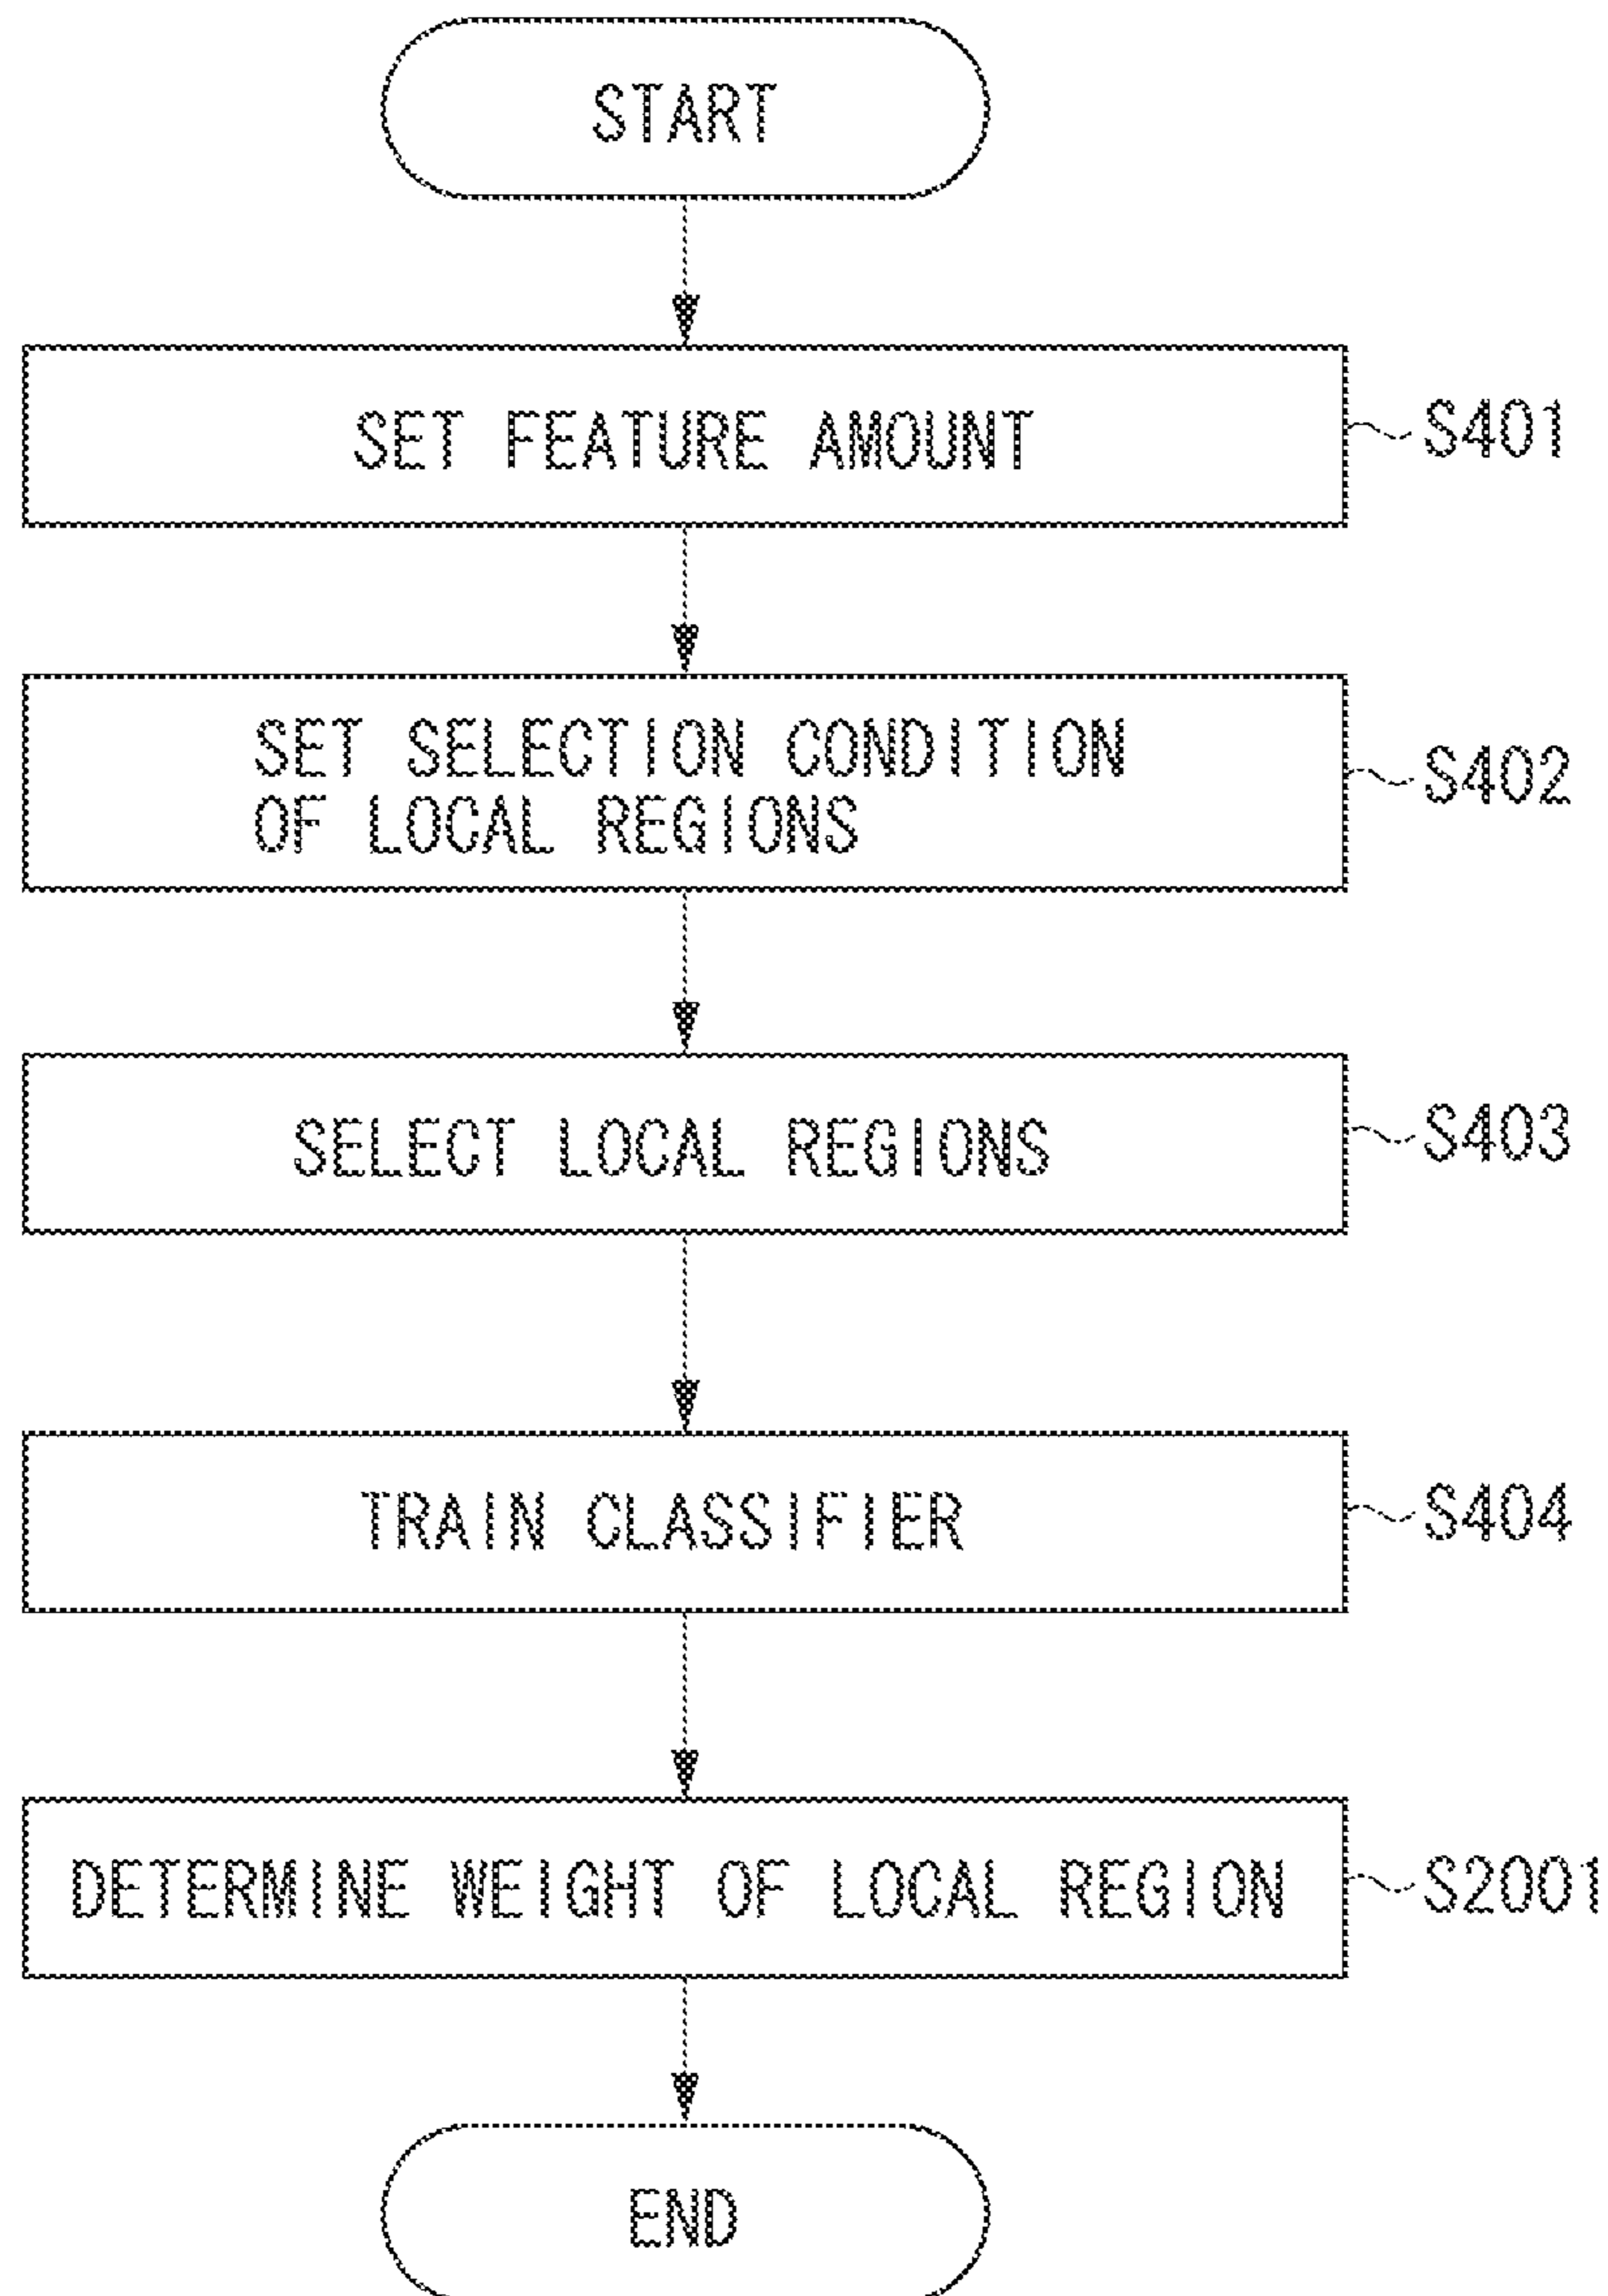 START
SET FEATURE AMOUNT
S401
SET SELECTION CONDITION
OF LOCAL REGIONS
S402
SELECT LOCAL REGIONS
S403
TRAIN CLASSIFIER
S404
DETERMINE WEIGHT OF LOCAL REGION
S2001
END